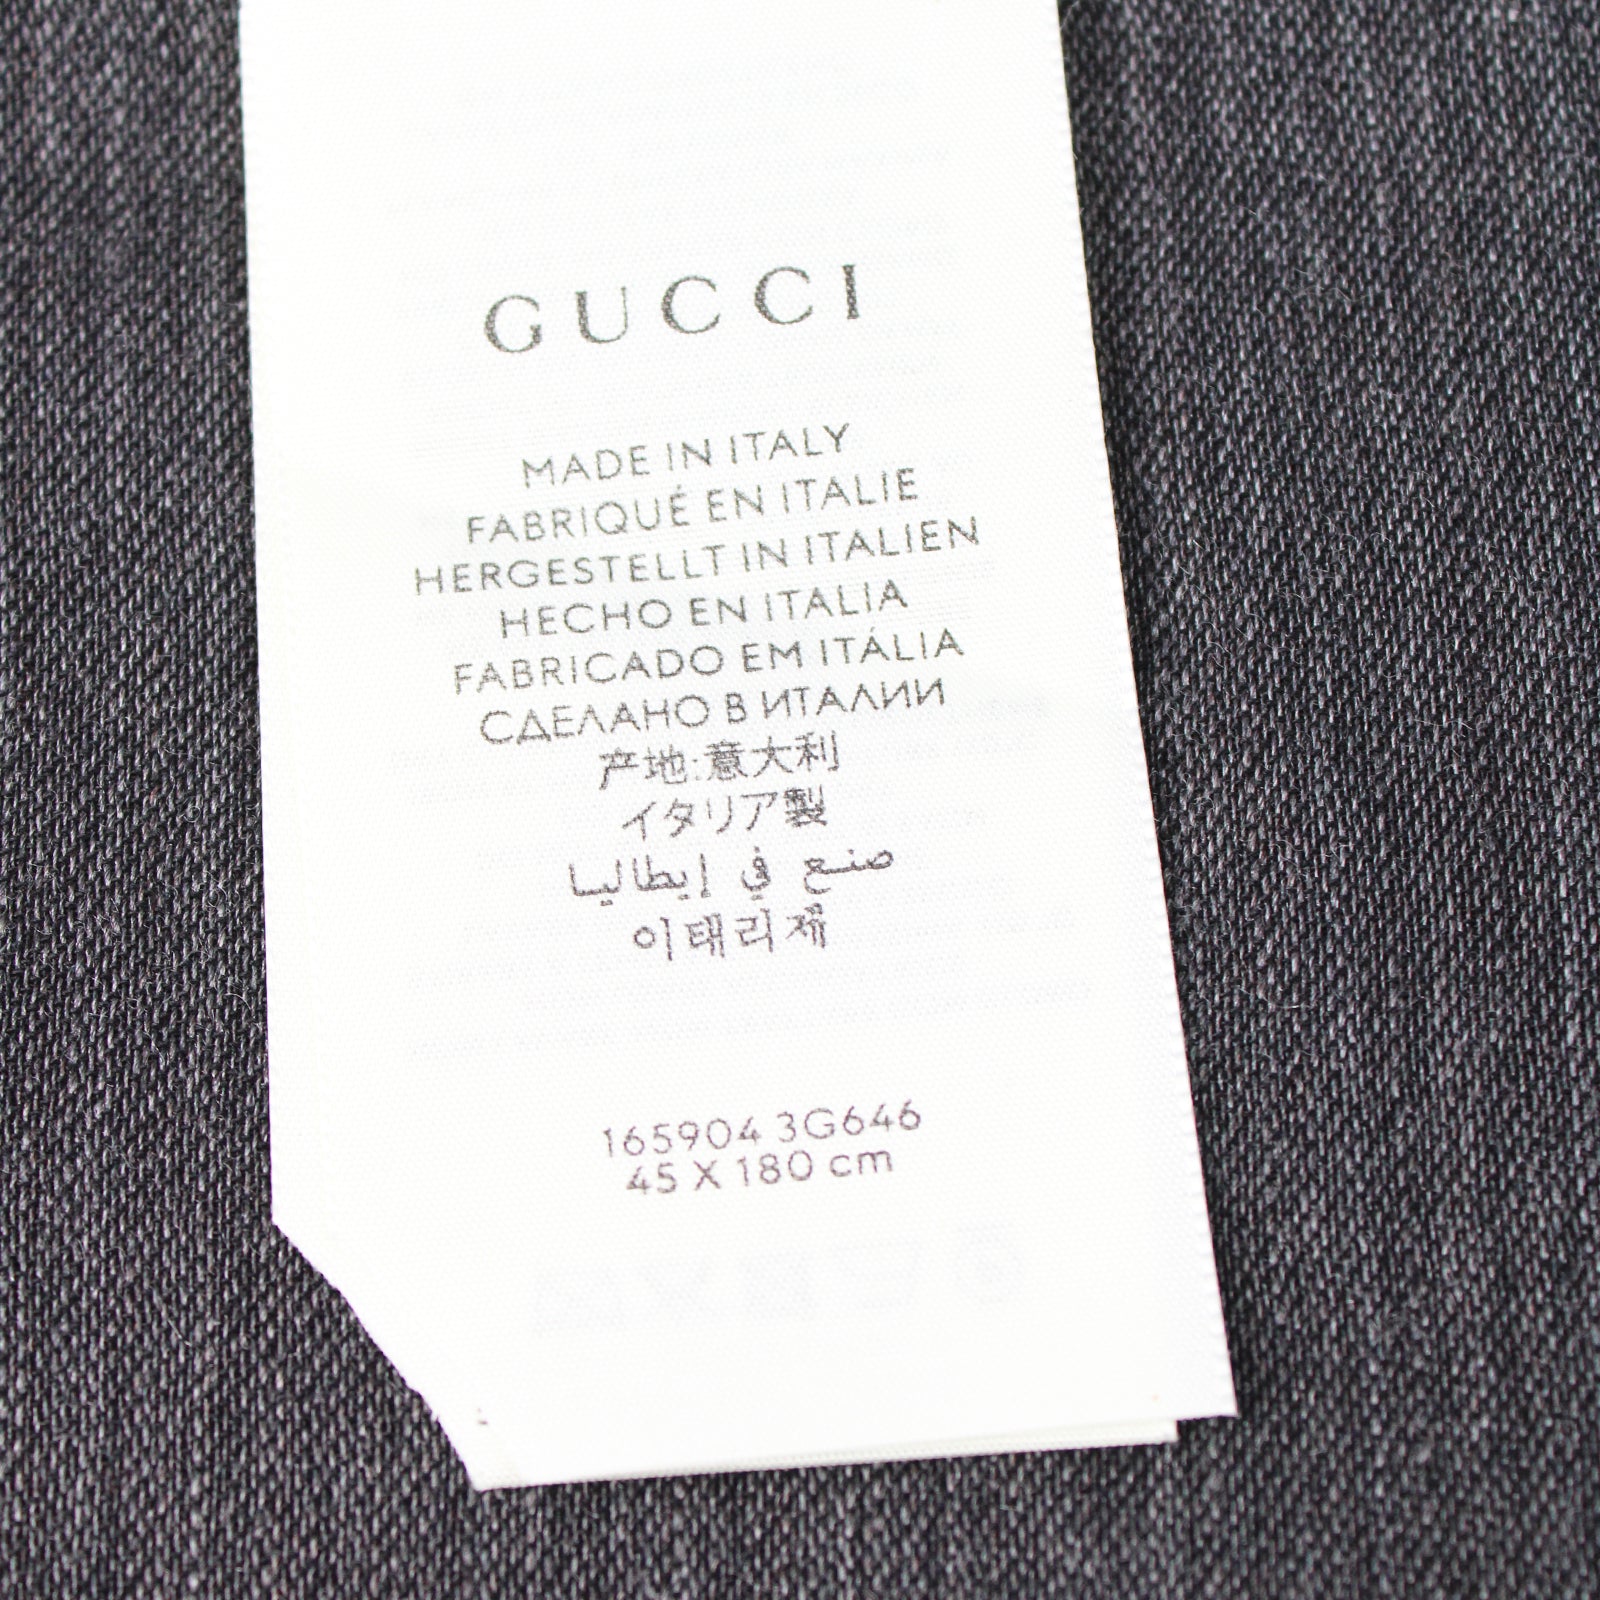 GUCCI
MADE IN ITALY
FABRIQUÉ EN ITALIE
HERGESTELLT IN ITALIEN
HECHO EN ITALIA
FABRICADO EM ITÁLIA
СДЕЛАНО В ИТАЛИИ
产地:意大利
イタリア製
صنع في إيطاليا
이태리제
165904 3G646
45 X 180 cm